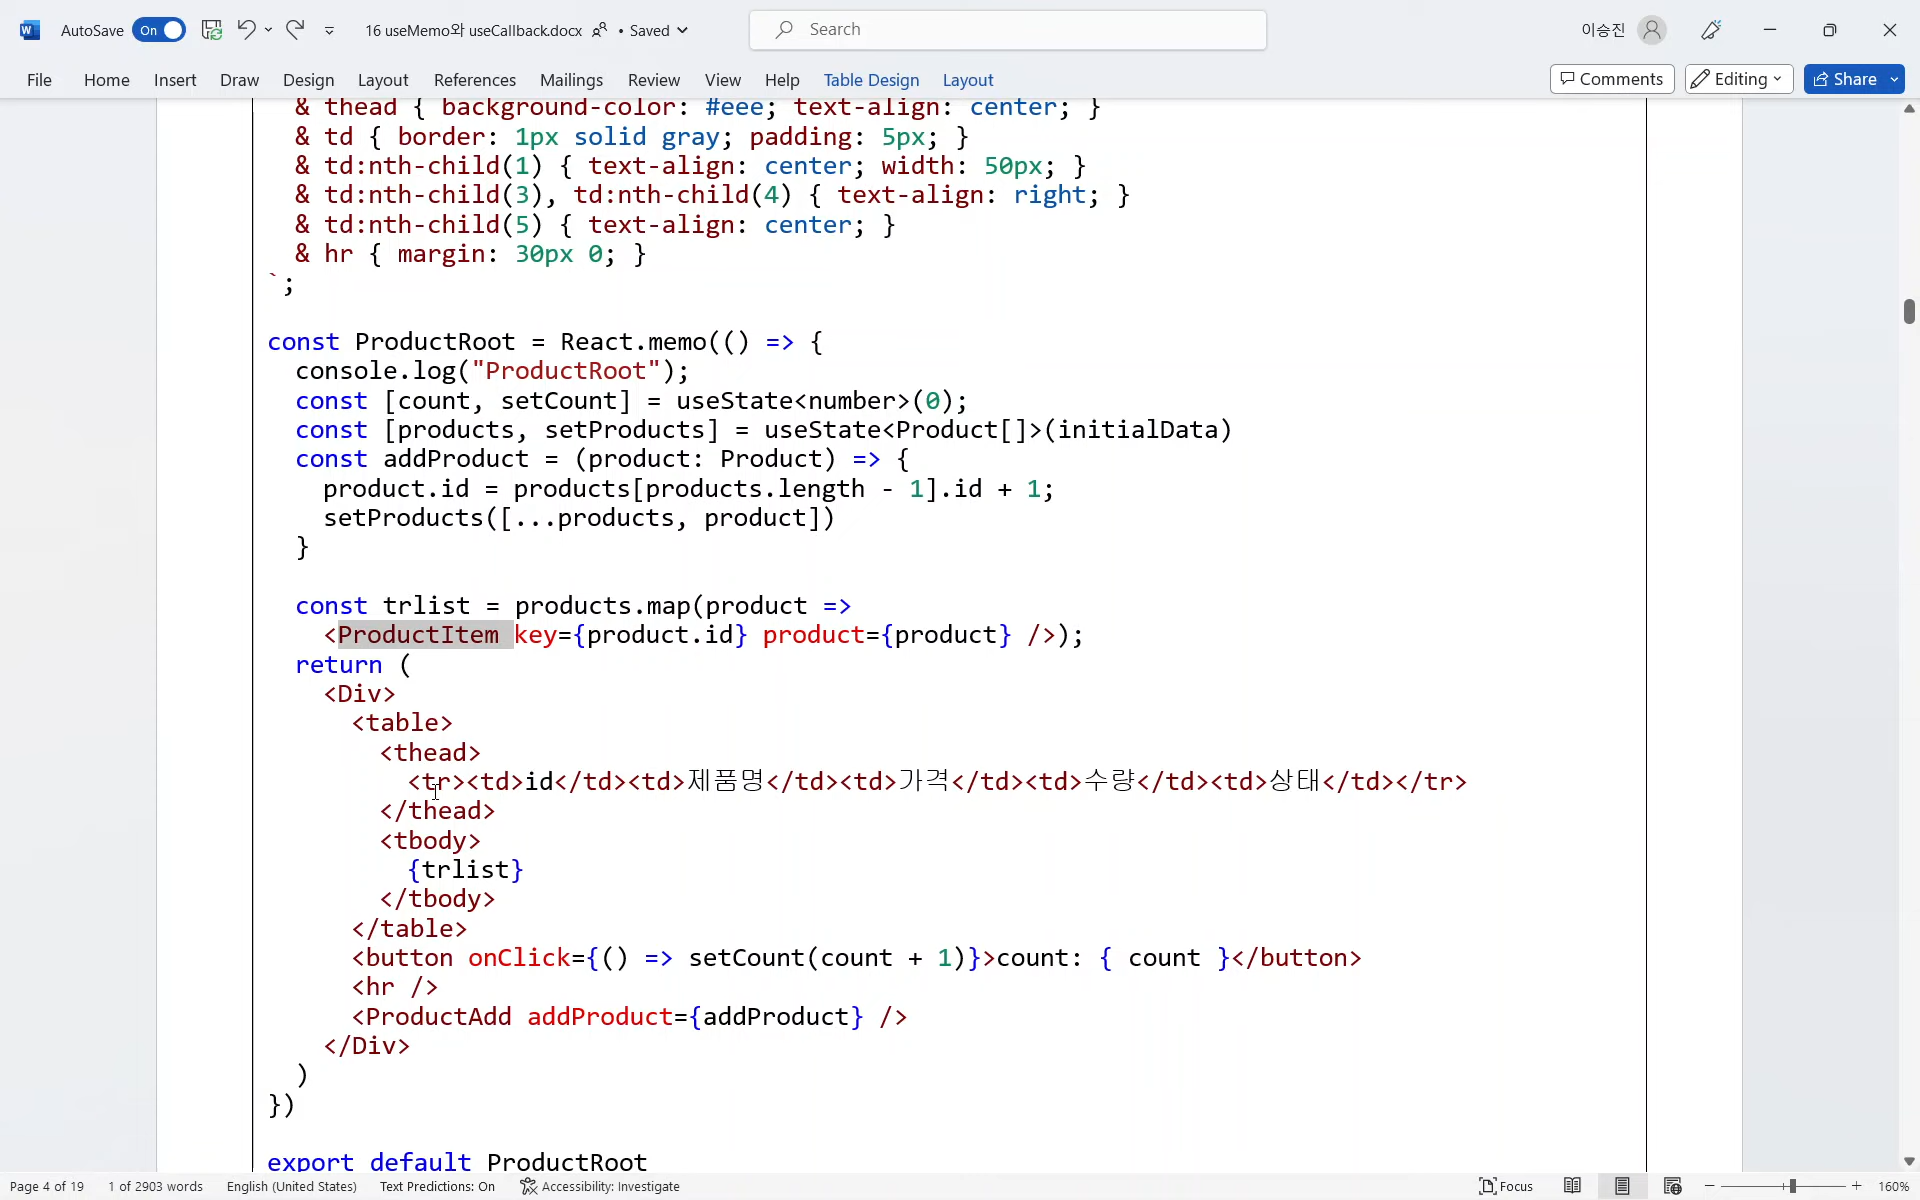 AutoSave On 16 useMemo와 useCallback.docx • Saved Search 이승진
File Home Insert Draw Design Layout References Mailings Review View Help Table Design Layout Comments Editing Share
& thead { background-color: #eee; text-align: center; }
& td { border: 1px solid gray; padding: 5px; }
& td:nth-child(1) { text-align: center; width: 50px; }
& td:nth-child(3), td:nth-child(4) { text-align: right; }
& td:nth-child(5) { text-align: center; }
& hr { margin: 30px 0; }
`;
const ProductRoot = React.memo(() => {
console.log("ProductRoot");
const [count, setCount] = useState<number>(0);
const [products, setProducts] = useState<Product[]>(initialData)
const addProduct = (product: Product) => {
product.id = products[products.length - 1].id + 1;
setProducts([...products, product])
}
const trlist = products.map(product =>
<ProductItem key={product.id} product={product} />);
return (
<Div>
<table>
<thead>
<tr><td>id</td><td>제품명</td><td>가격</td><td>수량</td><td>상태</td></tr>
</thead>
<tbody>
{trlist}
</tbody>
</table>
<button onClick={() => setCount(count + 1)}>count: { count }</button>
<hr />
<ProductAdd addProduct={addProduct} />
</Div>
)
})
export default ProductRoot
Page 4 of 19 1 of 2903 words English (United States) Text Predictions: On Accessibility: Investigate Focus 160%